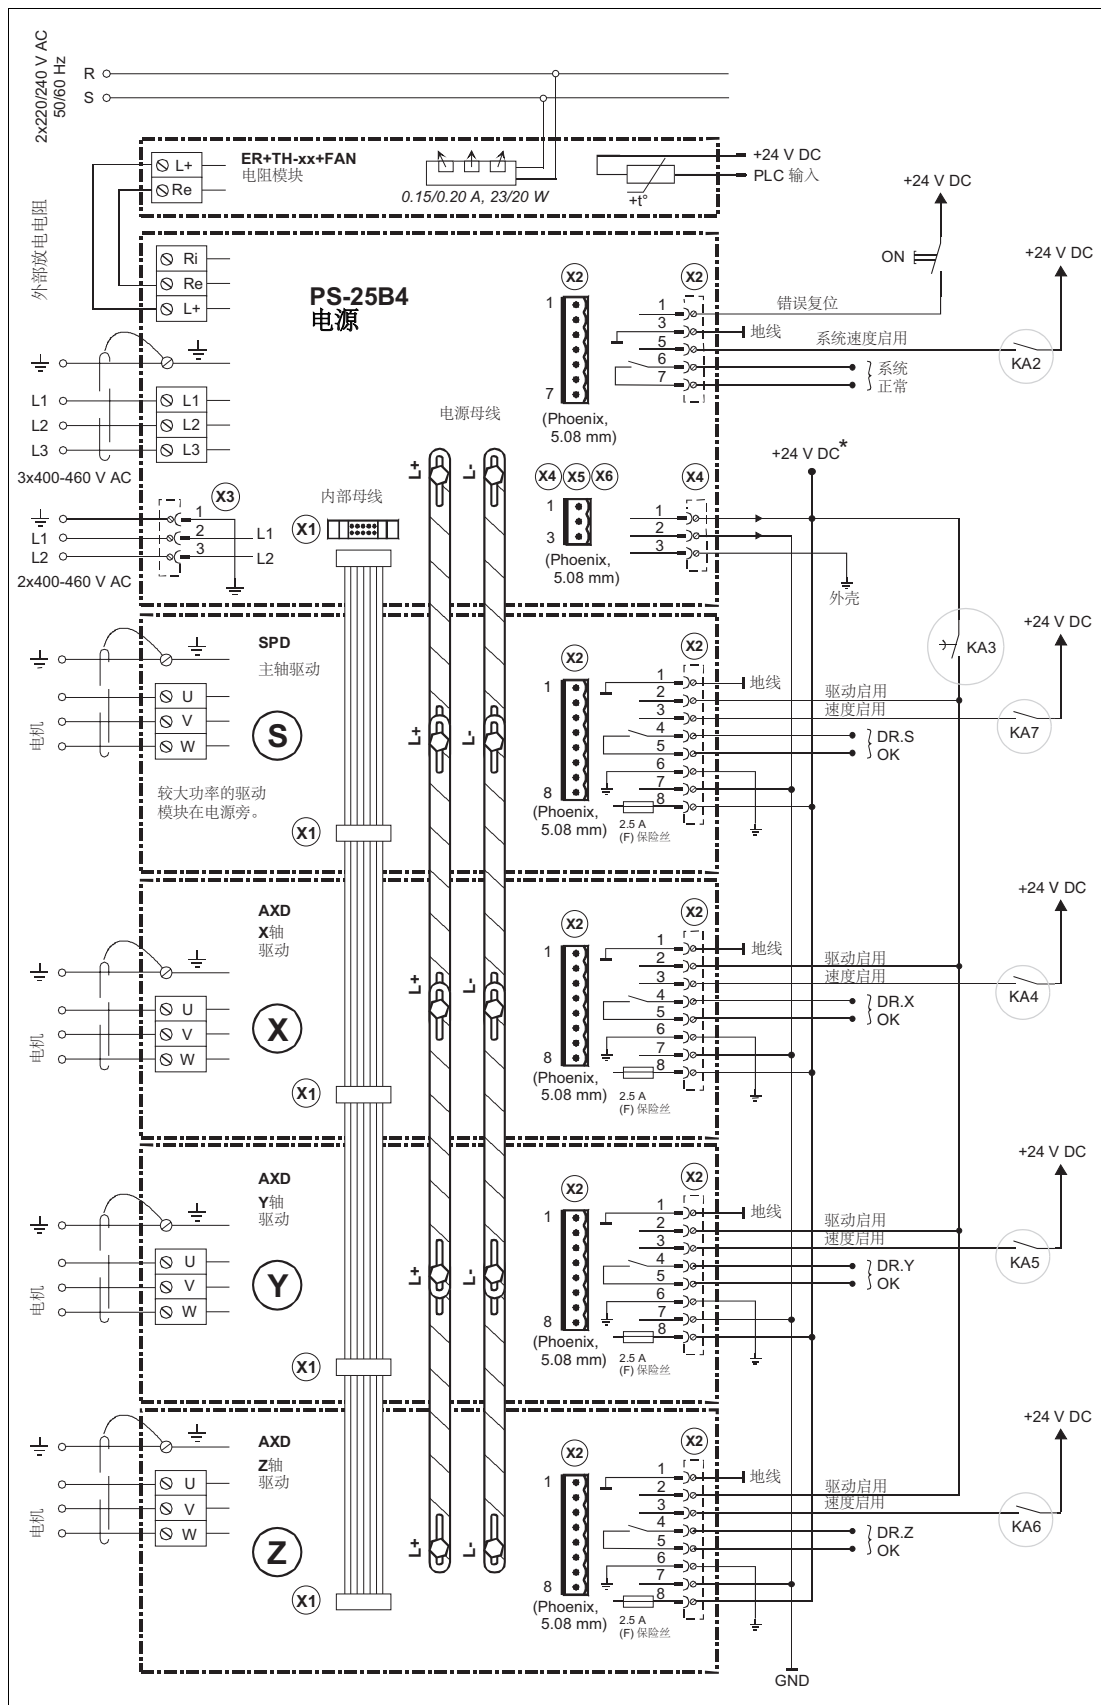 2x220/240 V AC
50/60 Hz
R
S
L+
Re
ER+TH-xx+FAN
电阻模块
0.15/0.20 A, 23/20 W
+t°
+24 V DC
PLC 输入
外部放电电阻
Ri
Re
L+
PS-25B4
电源
X2
1
7
(Phoenix,
5.08 mm)
X2
1
3
5
6
7
错误复位
地线
系统速度启用
系统
正常
ON
+24 V DC
+24 V DC
KA2
L1
L2
L3
L1
L2
L3
3x400-460 V AC
电源母线
L+
L-
X3
1
2
3
L1
L2
L1
L2
2x400-460 V AC
内部母线
X1
X4
X5
X6
1
3
(Phoenix,
5.08 mm)
X4
1
2
3
+24 V DC*
外壳
KA3
SPD
主轴驱动
S
U
V
W
电机
较大功率的驱动
模块在电源旁。
X1
L+
L-
X2
1
8
(Phoenix,
5.08 mm)
X2
1
2
3
4
5
6
7
8
2.5 A
(F) 保险丝
地线
驱动启用
速度启用
DR.S
OK
+24 V DC
KA7
AXD
X轴
驱动
X
U
V
W
电机
X1
L+
L-
X2
1
8
(Phoenix,
5.08 mm)
X2
1
2
3
4
5
6
7
8
2.5 A
(F) 保险丝
地线
驱动启用
速度启用
DR.X
OK
+24 V DC
KA4
AXD
Y轴
驱动
Y
U
V
W
电机
X1
L+
L-
X2
1
8
(Phoenix,
5.08 mm)
X2
1
2
3
4
5
6
7
8
2.5 A
(F) 保险丝
地线
驱动启用
速度启用
DR.Y
OK
+24 V DC
KA5
AXD
Z轴
驱动
Z
U
V
W
电机
X1
L+
L-
X2
1
8
(Phoenix,
5.08 mm)
X2
1
2
3
4
5
6
7
8
2.5 A
(F) 保险丝
地线
驱动启用
速度启用
DR.Z
OK
+24 V DC
KA6
GND